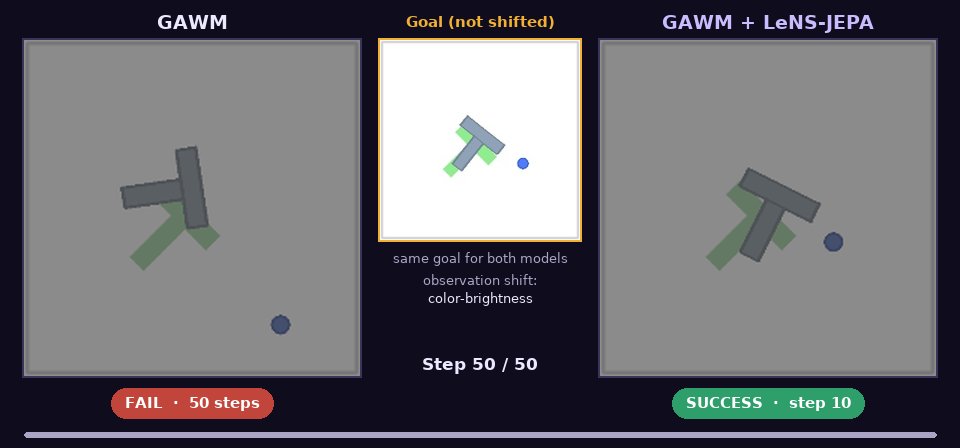 GAWM
Goal (not shifted)
GAWM + LeNS-JEPA
same goal for both models
observation shift:
color-brightness
Step 50 / 50
FAIL · 50 steps
SUCCESS · step 10